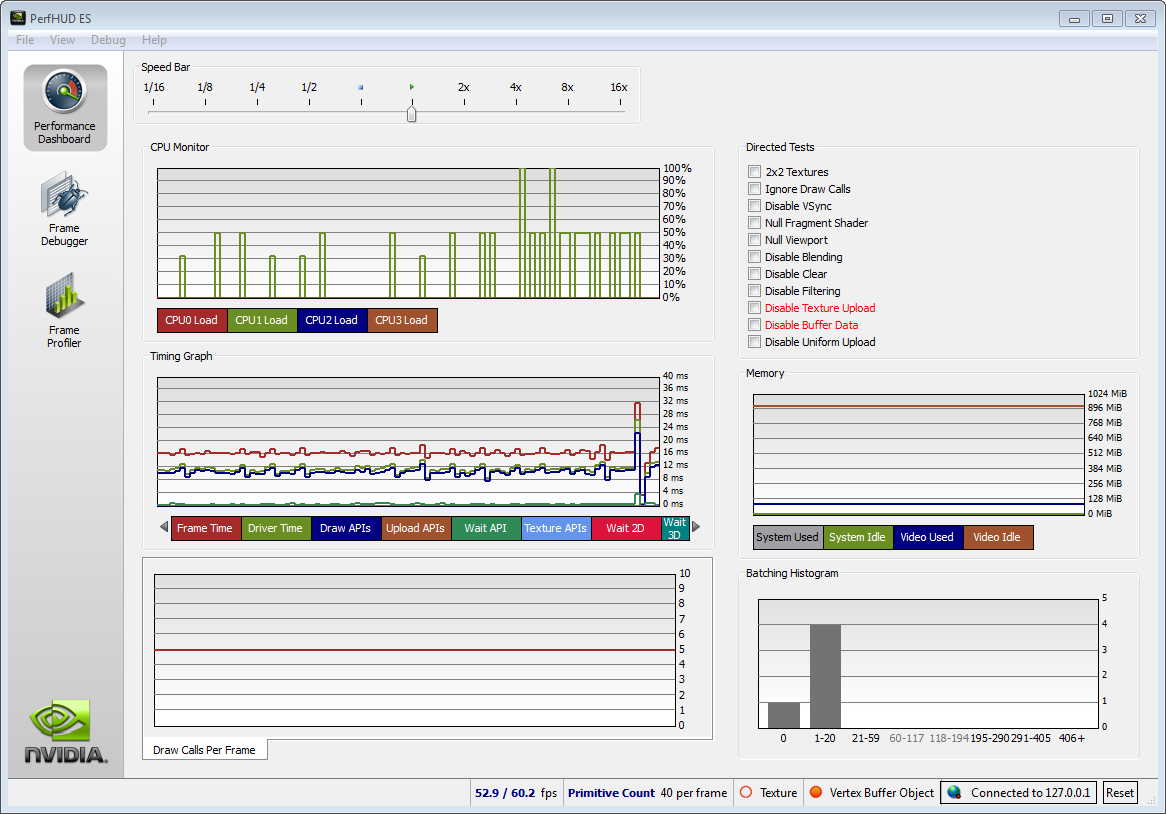 PerfHUD ES
File View Debug Help
Performance
Dashboard
Frame
Debugger
Frame
Profiler
NVIDIA.
Speed Bar
1/16 1/8 1/4 1/2 2x 4x 8x 16x
CPU Monitor
100%
90%
80%
70%
60%
50%
40%
30%
20%
10%
0%
CPU0 Load CPU1 Load CPU2 Load CPU3 Load
Timing Graph
40 ms
36 ms
32 ms
28 ms
24 ms
20 ms
16 ms
12 ms
8 ms
4 ms
0 ms
Frame Time Driver Time Draw APIs Upload APIs Wait API Texture APIs Wait 2D Wait
3D
10
9
8
7
6
5
4
3
2
1
0
Draw Calls Per Frame
Directed Tests
2x2 Textures
Ignore Draw Calls
Disable VSync
Null Fragment Shader
Null Viewport
Disable Blending
Disable Clear
Disable Filtering
Disable Texture Upload
Disable Buffer Data
Disable Uniform Upload
Memory
1024 MiB
896 MiB
768 MiB
640 MiB
512 MiB
384 MiB
256 MiB
128 MiB
0 MiB
System Used System Idle Video Used Video Idle
Batching Histogram
5
4
3
2
1
0
0 1-20 21-59 60-117 118-194 195-290 291-405 406+
52.9 / 60.2 fps Primitive Count 40 per frame Texture Vertex Buffer Object Connected to 127.0.0.1 Reset